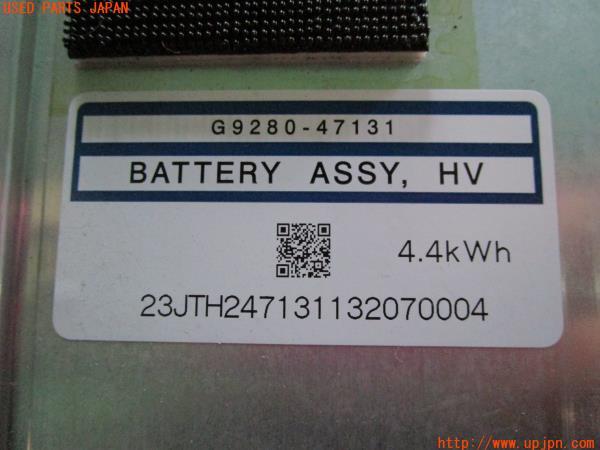 USED PARTS JAPAN
G9280-47131
BATTERY ASSY, HV
4.4kWh
23JTH247131132070004
http://www.upjpn.com/